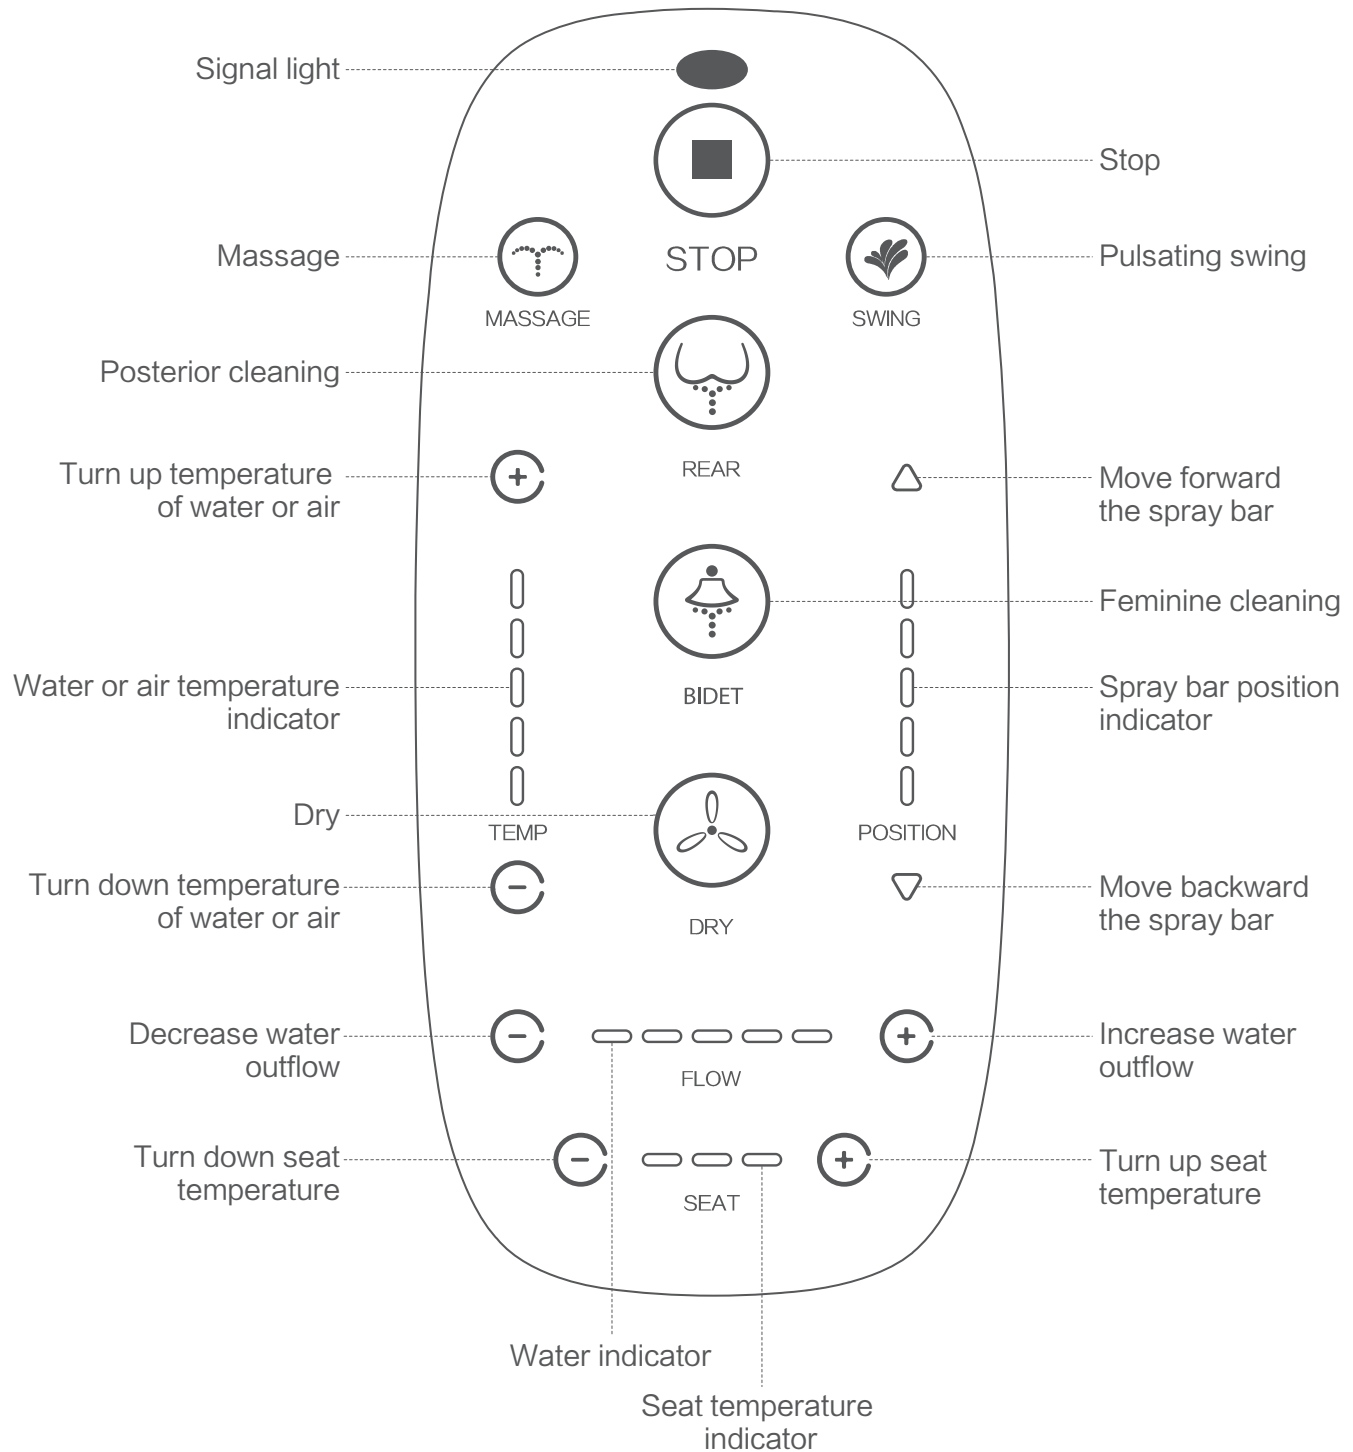 Signal light
Stop
Massage
STOP
Pulsating swing
MASSAGE
SWING
Posterior cleaning
REAR
Turn up temperature
of water or air
Move forward
the spray bar
Feminine cleaning
Water or air temperature
indicator
BIDET
Spray bar position
indicator
Dry
TEMP
POSITION
Turn down temperature
of water or air
DRY
Move backward
the spray bar
Decrease water
outflow
FLOW
Increase water
outflow
Turn down seat
temperature
SEAT
Turn up seat
temperature
Water indicator
Seat temperature
indicator